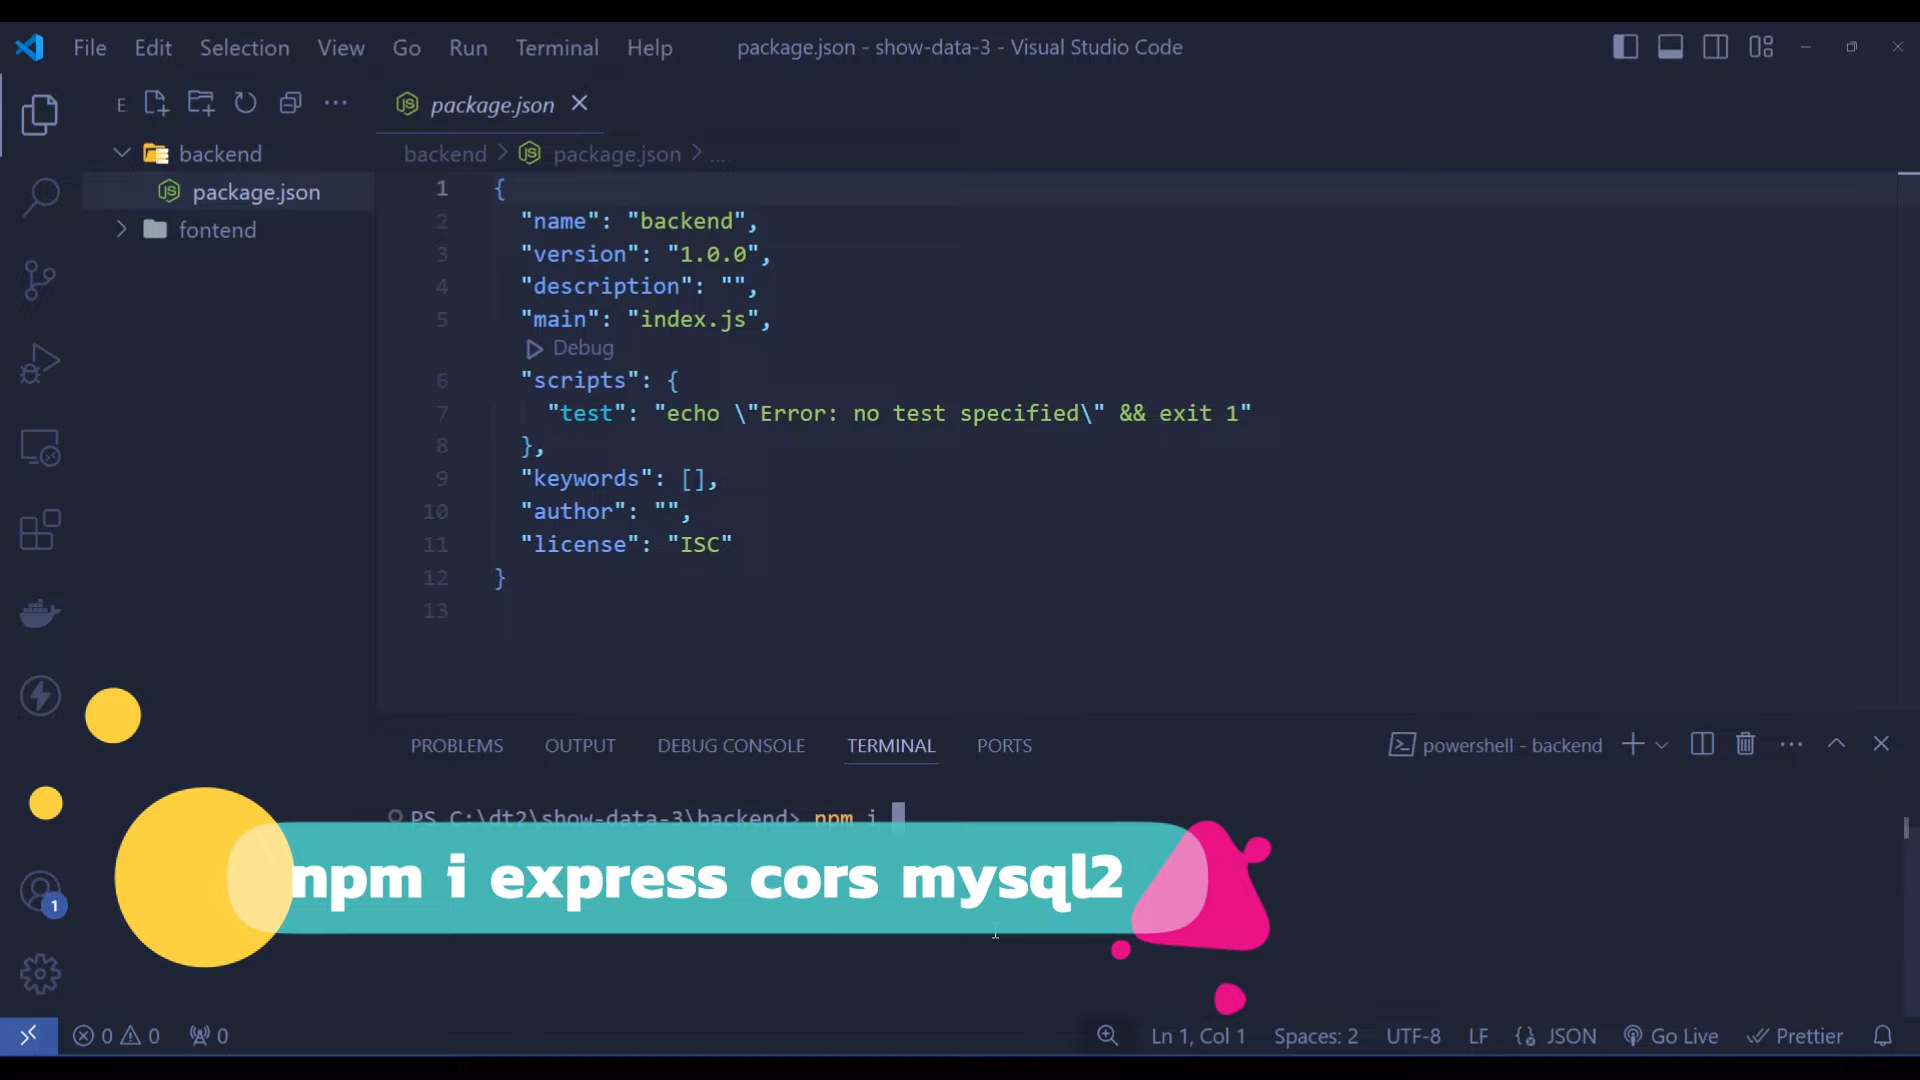 File Edit Selection View Go Run Terminal Help package.json - show-data-3 - Visual Studio Code
E
package.json
backend
package.json
fontend
backend > package.json > ...
1 {
2 "name": "backend",
3 "version": "1.0.0",
4 "description": "",
5 "main": "index.js",
Debug
6 "scripts": {
7 "test": "echo \"Error: no test specified\" && exit 1"
8 },
9 "keywords": [],
10 "author": "",
11 "license": "ISC"
12 }
13
PROBLEMS OUTPUT DEBUG CONSOLE TERMINAL PORTS powershell - backend
PS C:\dt2\show-data-3\backend> npm i
npm i express cors mysql2
1
0 0 0 Ln 1, Col 1 Spaces: 2 UTF-8 LF JSON Go Live Prettier